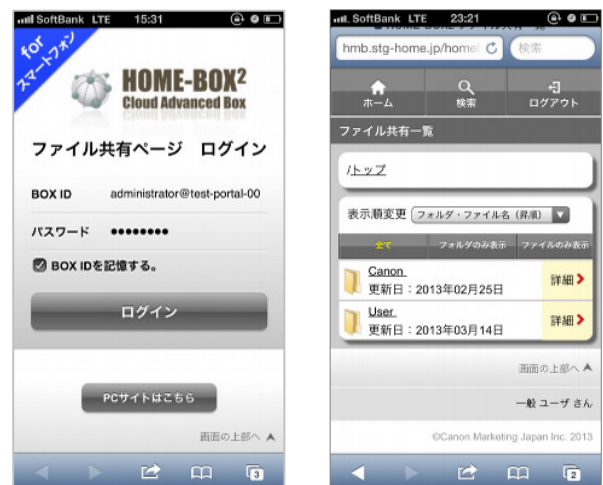 SoftBank LTE 15:31
for
スマートフォン
HOME-BOX2
Cloud Advanced Box
ファイル共有ページ ログイン
BOX ID administrator@test-portal-00
パスワード ●●●●●●●●
BOX IDを記憶する。
ログイン
PCサイトはこちら
画面の上部へ ▲
3
SoftBank LTE 23:21
hmb.stg-home.jp/homel
検索
ホーム 検索 ログアウト
ファイル共有一覧
/トップ
表示順変更 フォルダ・ファイル名（昇順）
全て フォルダのみ表示 ファイルのみ表示
Canon
更新日：2013年02月25日
詳細
User
更新日：2013年03月14日
詳細
画面の上部へ ▲
一般 ユーザ さん
©Canon Marketing Japan Inc. 2013
2